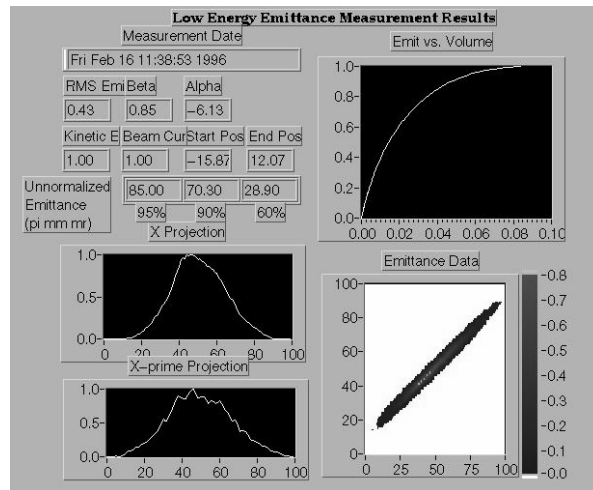 Low Energy Emittance Measurement Results
Measurement Date
Fri Feb 16 11:38:53 1996
RMS Emi Beta Alpha
0.43 0.85 -6.13
Kinetic E Beam Cur Start Pos End Pos
1.00 1.00 -15.87 12.07
Unnormalized
Emittance
(pi mm mr)
85.00 70.30 28.90
95% 90% 60%
Emit vs. Volume
1.0
0.8
0.6
0.4
0.2
0.0
0.00 0.02 0.04 0.06 0.08 0.10
X Projection
1.0
0.5
0.0
0 20 40 60 80 100
X-prime Projection
1.0
0.5
0.0
0 20 40 60 80 100
Emittance Data
100
80
60
40
20
0
0 25 50 75 100
0.8
0.7
0.6
0.5
0.4
0.3
0.2
0.1
0.0